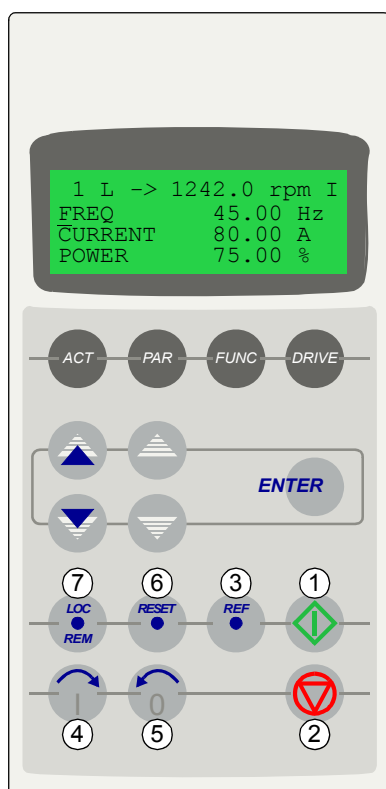 1 L -> 1242.0 rpm I
FREQ 45.00 Hz
CURRENT 80.00 A
POWER 75.00 %
ACT PAR FUNC DRIVE
ENTER
7 6 3 1
LOC RESET REF
REM
I 0
4 5 2